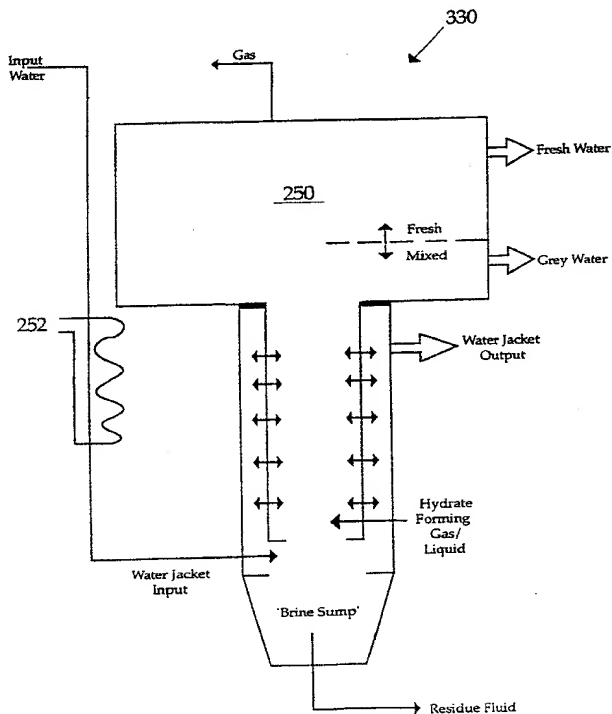 330
Input
Water
Gas
Fresh Water
250
Fresh
Mixed
Grey Water
252
Water Jacket
Output
Hydrate
Forming
Gas/
Liquid
Water Jacket
Input
'Brine Sump'
Residue Fluid